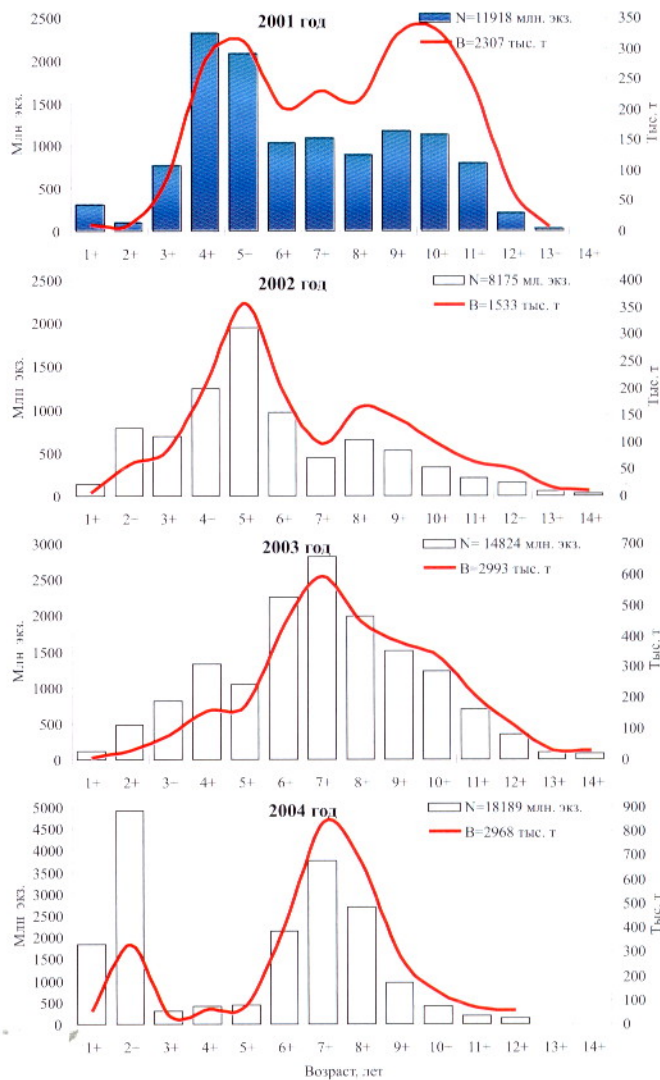 2001 год
N=11918 млн. экз.
B=2307 тыс. т
Млн экз.
2500
2000
1500
1000
500
0
Тыс. т
350
300
250
200
150
100
50
0
1+ 2+ 3+ 4+ 5− 6+ 7− 8+ 9+ 10+ 11+ 12+ 13− 14+
2002 год
N=8175 мл. экз.
B=1533 тыс. т
Млн экз.
2500
2000
1500
1000
500
0
Тыс. т
400
350
300
250
200
150
100
50
0
1+ 2− 3+ 4− 5+ 6+ 7+ 8+ 9+ 10+ 11+ 12− 13− 14+
2003 год
N= 14824 млн. экз.
B=2993 тыс. т
Млн экз.
3000
2500
2000
1500
1000
500
0
Тыс. т
700
600
500
400
300
200
100
0
1+ 2+ 3− 4+ 5+ 6− 7+ 8+ 9+ 10− 11+ 12+ 13+ 14+
2004 год
N=18189 млн. экз.
B=2968 тыс. т
Млн экз.
5000
4500
4000
3500
3000
2500
2000
1500
1000
500
0
Тыс. т
900
800
700
600
500
400
300
200
100
0
1+ 2− 3+ 4+ 5+ 6+ 7+ 8+ 9+ 10− 11+ 12+ 13+ 14+
Возраст, лет